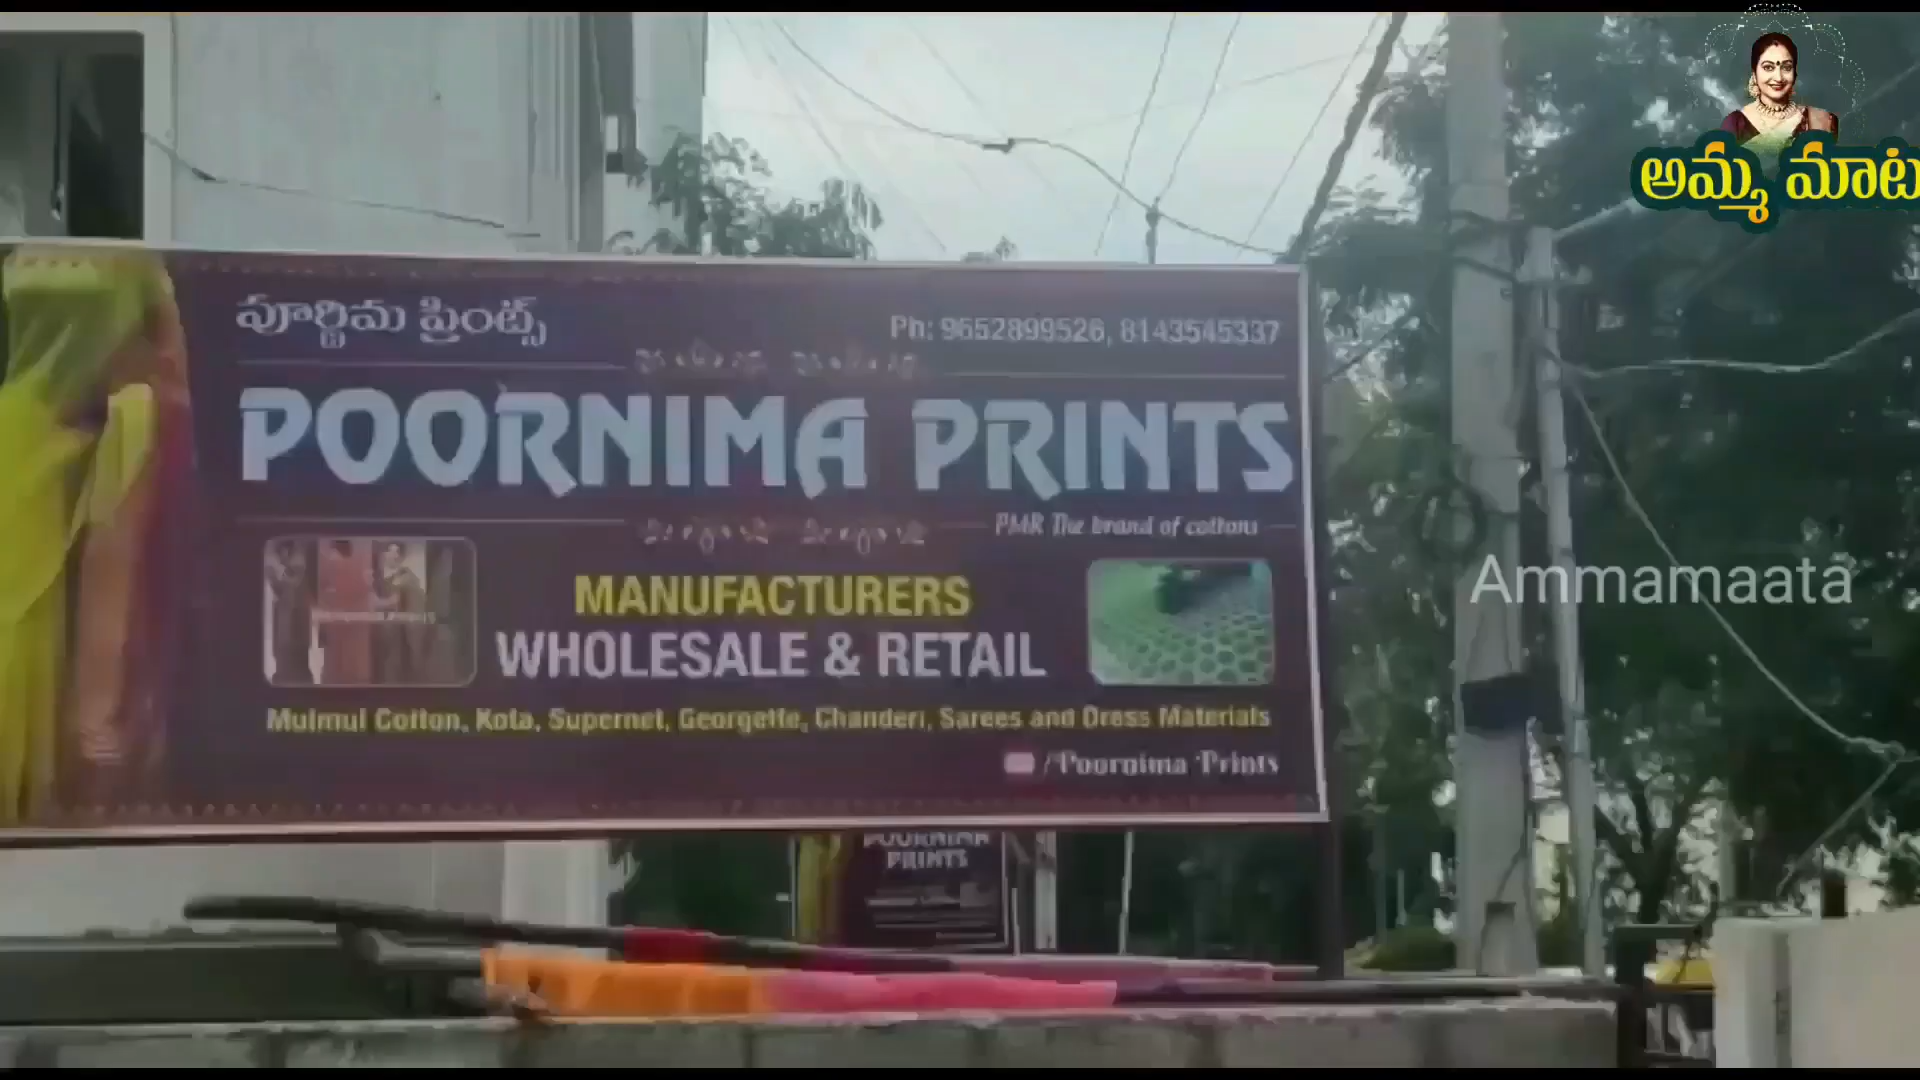 అమ్మ మాట
పూర్ణిమ ప్రింట్స్
Ph: 9652899526, 8143545337
POORNIMA PRINTS
PMR The brand of cottons
MANUFACTURERS
WHOLESALE & RETAIL
Mulmul Cotton, Kota, Supernet, Georgette, Chanderi, Sarees and Dress Materials
/Poornima Prints
Ammamaata
POORNIMA
PRINTS